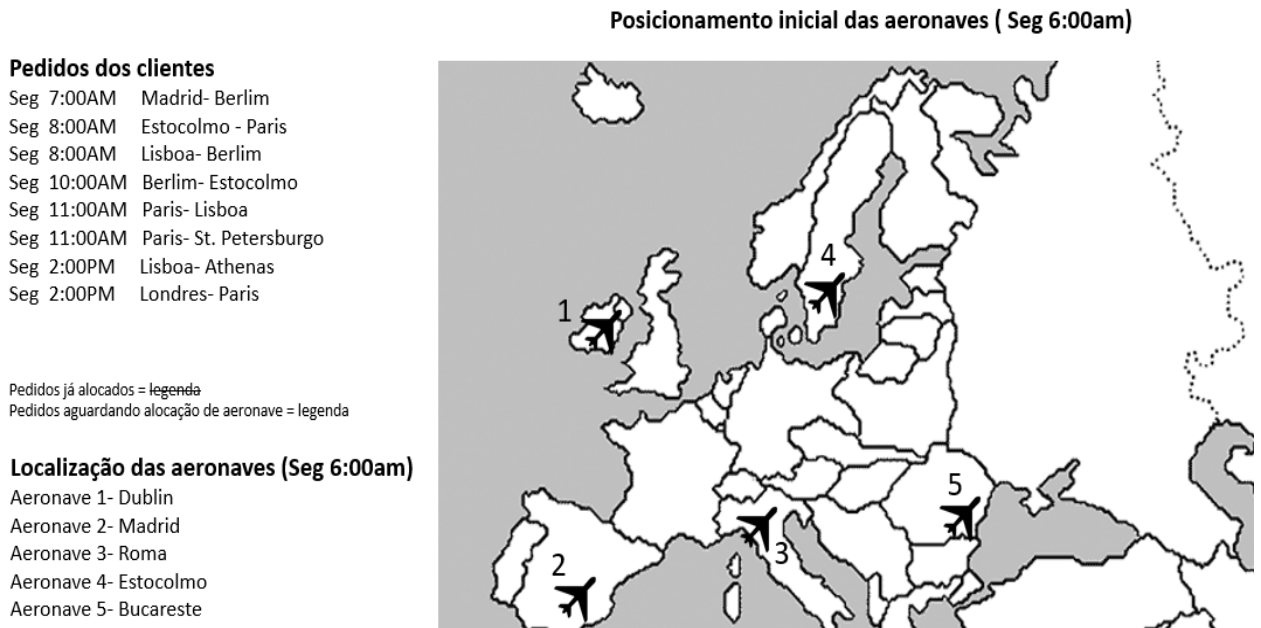 Posicionamento inicial das aeronaves ( Seg 6:00am)
Pedidos dos clientes
Seg 7:00AM Madrid- Berlim
Seg 8:00AM Estocolmo - Paris
Seg 8:00AM Lisboa- Berlim
Seg 10:00AM Berlim- Estocolmo
Seg 11:00AM Paris- Lisboa
Seg 11:00AM Paris- St. Petersburgo
Seg 2:00PM Lisboa- Athenas
Seg 2:00PM Londres- Paris
Pedidos já alocados = legenda
Pedidos aguardando alocação de aeronave = legenda
Localização das aeronaves (Seg 6:00am)
Aeronave 1- Dublin
Aeronave 2- Madrid
Aeronave 3- Roma
Aeronave 4- Estocolmo
Aeronave 5- Bucareste
4
1
5
3
2